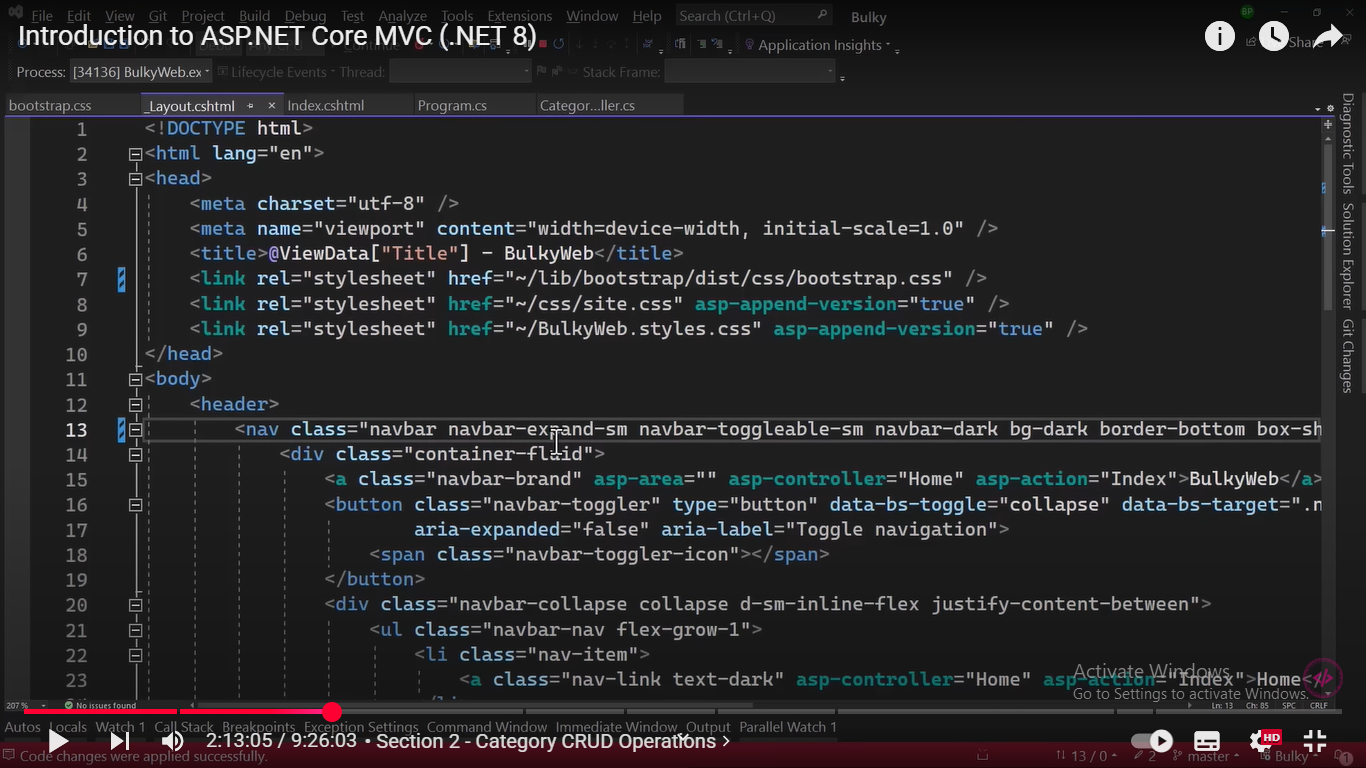 File Edit View Git Project Build Debug Test Analyze Tools Extensions Window Help Search (Ctrl+Q) Bulky BP
Introduction to ASP.NET Core MVC (.NET 8)
Application Insights
Share
Process: [34136] BulkyWeb.ex Lifecycle Events Thread: Stack Frame:
bootstrap.css _Layout.cshtml Index.cshtml Program.cs Categor...ller.cs
1 <!DOCTYPE html>
2 <html lang="en">
3 <head>
4 <meta charset="utf-8" />
5 <meta name="viewport" content="width=device-width, initial-scale=1.0" />
6 <title>@ViewData["Title"] - BulkyWeb</title>
7 <link rel="stylesheet" href="~/lib/bootstrap/dist/css/bootstrap.css" />
8 <link rel="stylesheet" href="~/css/site.css" asp-append-version="true" />
9 <link rel="stylesheet" href="~/BulkyWeb.styles.css" asp-append-version="true" />
10 </head>
11 <body>
12 <header>
13 <nav class="navbar navbar-expand-sm navbar-toggleable-sm navbar-dark bg-dark border-bottom box-sh
14 <div class="container-fluid">
15 <a class="navbar-brand" asp-area="" asp-controller="Home" asp-action="Index">BulkyWeb</a>
16 <button class="navbar-toggler" type="button" data-bs-toggle="collapse" data-bs-target=".n
17 aria-expanded="false" aria-label="Toggle navigation">
18 <span class="navbar-toggler-icon"></span>
19 </button>
20 <div class="navbar-collapse collapse d-sm-inline-flex justify-content-between">
21 <ul class="navbar-nav flex-grow-1">
22 <li class="nav-item">
23 <a class="nav-link text-dark" asp-controller="Home" asp-action="Index">Home<
Diagnostic Tools
Solution Explorer
Git Changes
Activate Windows
Go to Settings to activate Windows.
207 % No issues found Ln: 13 Ch: 85 SPC CRLF
Autos Locals Watch 1 Call Stack Breakpoints Exception Settings Command Window Immediate Window Output Parallel Watch 1
2:13:05 / 9:26:03 • Section 2 - Category CRUD Operations > HD
Code changes were applied successfully. 13 / 0 2 master Bulky 1